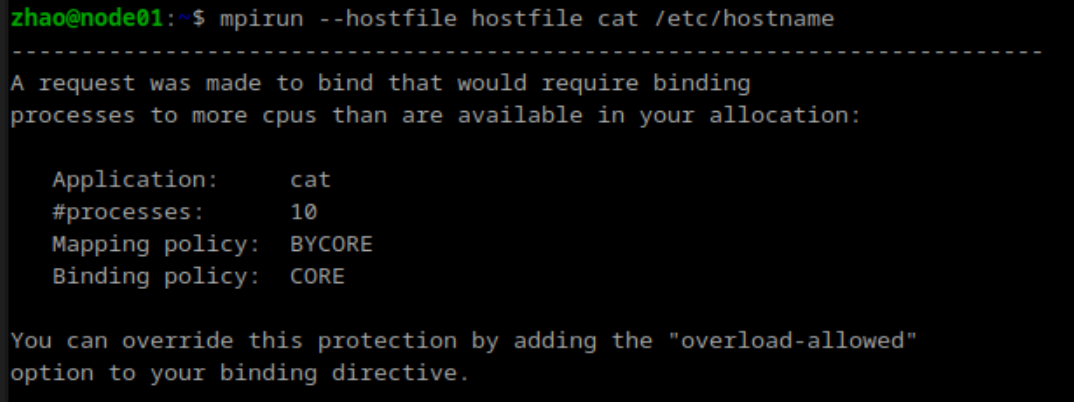 zhao@node01:~$ mpirun --hostfile hostfile cat /etc/hostname
--------------------------------------------------------------------------
A request was made to bind that would require binding
processes to more cpus than are available in your allocation:
   Application:     cat
   #processes:      10
   Mapping policy:  BYCORE
   Binding policy:  CORE
You can override this protection by adding the "overload-allowed"
option to your binding directive.